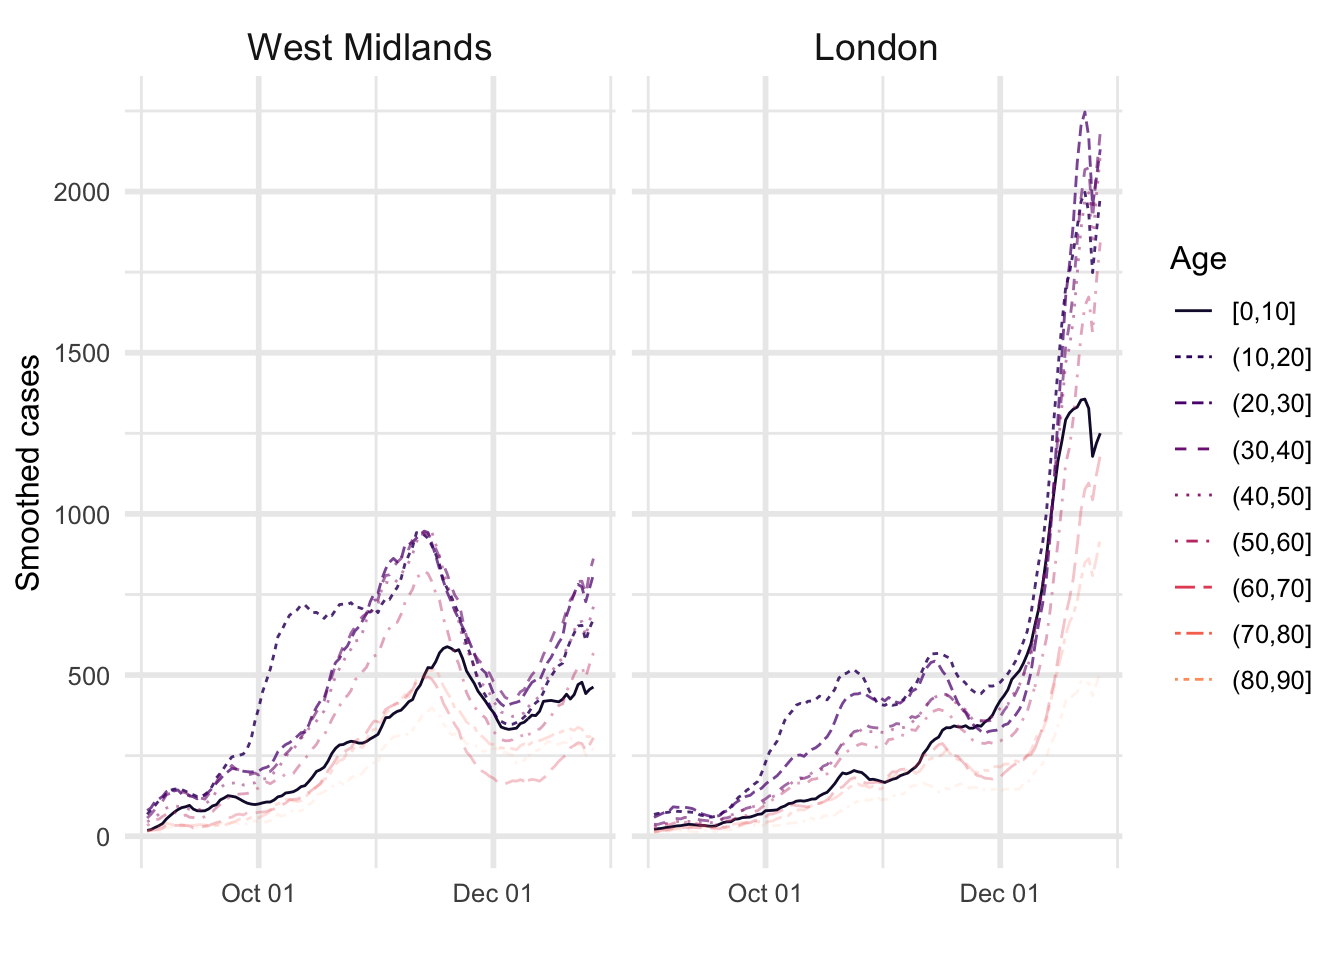 West Midlands
London
Smoothed cases
2000
1500
1000
500
0
Oct 01
Dec 01
Oct 01
Dec 01
Age
[0,10]
(10,20]
(20,30]
(30,40]
(40,50]
(50,60]
(60,70]
(70,80]
(80,90]